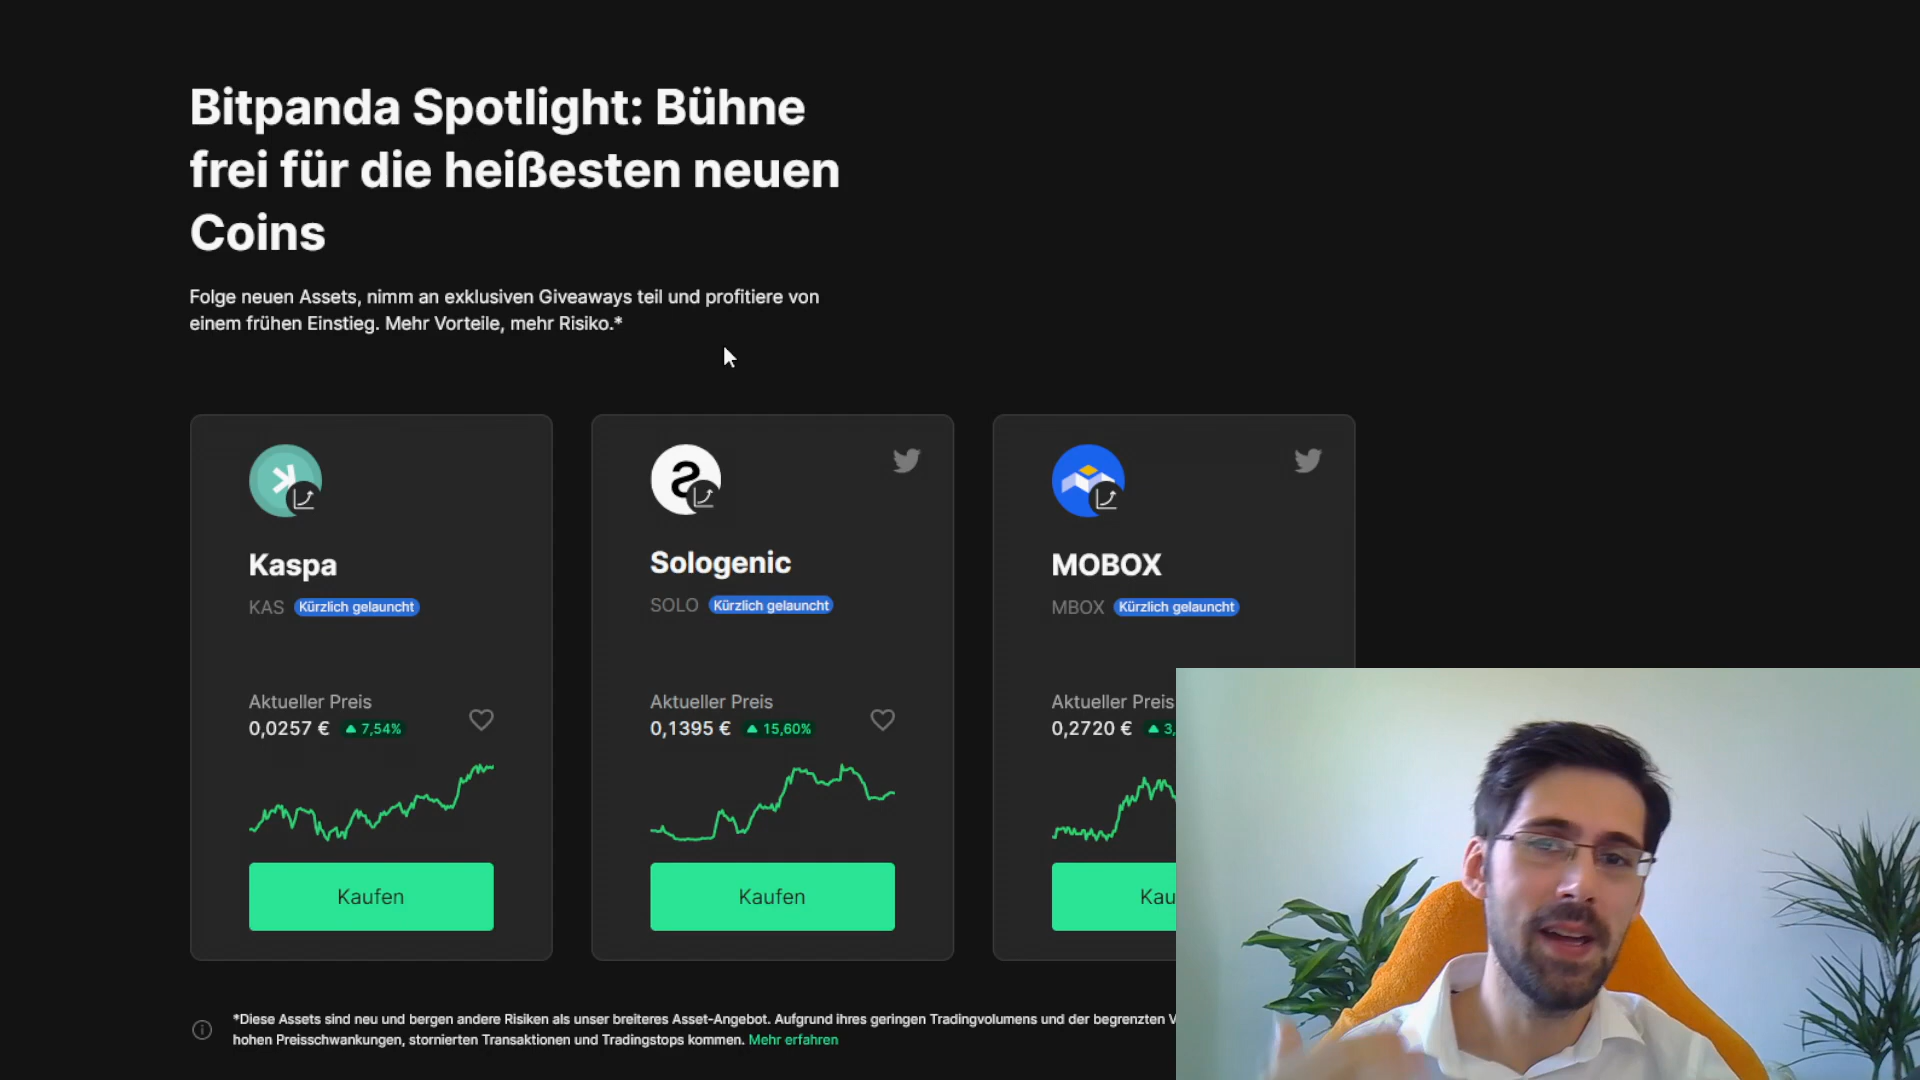 Bitpanda Spotlight: Bühne
frei für die heißesten neuen
Coins
Folge neuen Assets, nimm an exklusiven Giveaways teil und profitiere von
einem frühen Einstieg. Mehr Vorteile, mehr Risiko.*
Kaspa
KAS Kürzlich gelauncht
Aktueller Preis
0,0257 € 7,54%
Kaufen
Sologenic
SOLO Kürzlich gelauncht
Aktueller Preis
0,1395 € 15,60%
Kaufen
MOBOX
MBOX Kürzlich gelauncht
Aktueller Preis
0,2720 € 3,
Kau
*Diese Assets sind neu und bergen andere Risiken als unser breiteres Asset-Angebot. Aufgrund ihres geringen Tradingvolumens und der begrenzten V
hohen Preisschwankungen, stornierten Transaktionen und Tradingstops kommen. Mehr erfahren